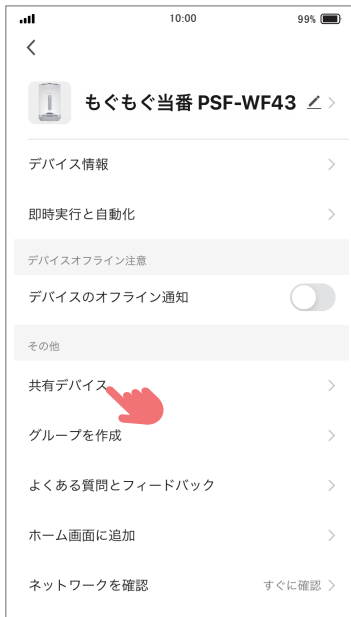 10:00
99%
もぐもぐ当番 PSF-WF43
デバイス情報
即時実行と自動化
デバイスオフライン注意
デバイスのオフライン通知
その他
共有デバイス
グループを作成
よくある質問とフィードバック
ホーム画面に追加
ネットワークを確認 すぐに確認